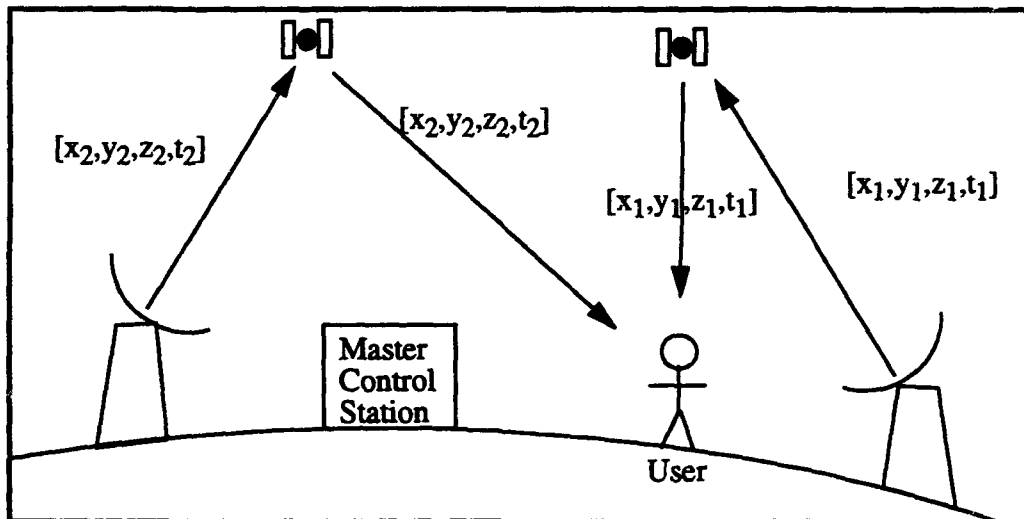 [x₂,y₂,z₂,t₂]
[x₂,y₂,z₂,t₂]
[x₁,y₁,z₁,t₁]
[x₁,y₁,z₁,t₁]
Master
Control
Station
User